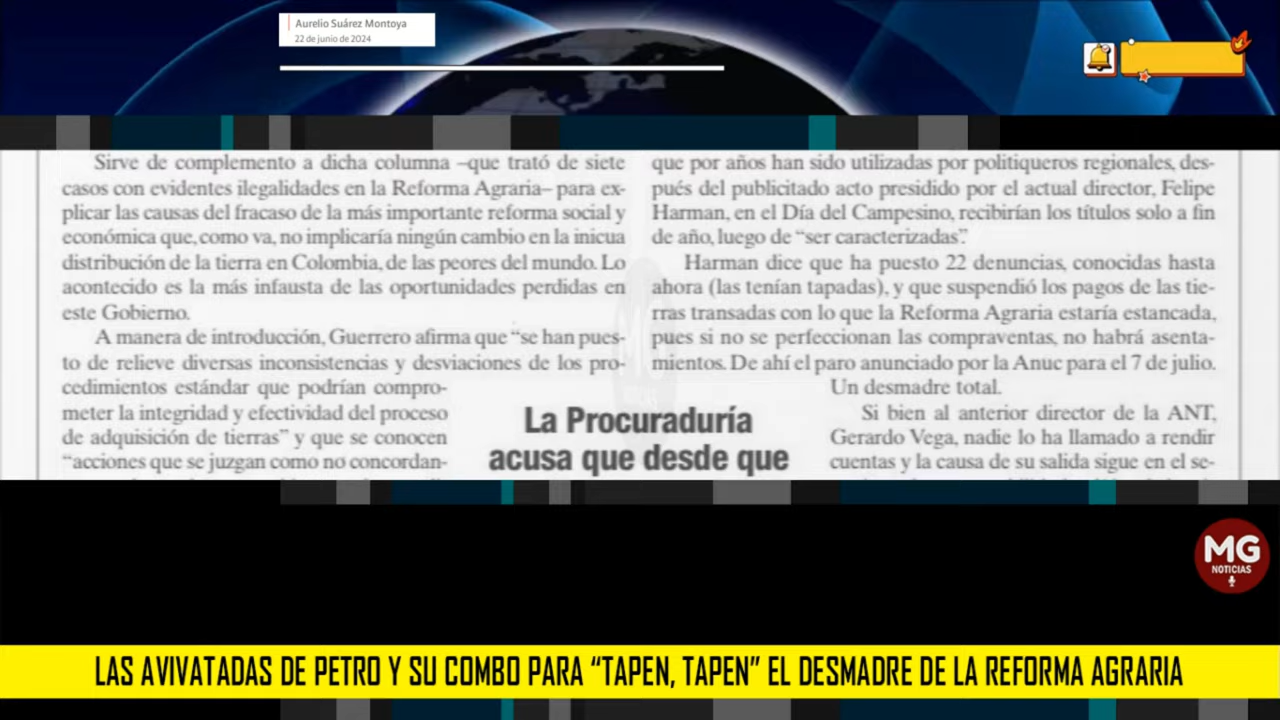 Aurelio Suárez Montoya
22 de junio de 2024
Sirve de complemento a dicha columna –que trató de siete
casos con evidentes ilegalidades en la Reforma Agraria– para ex-
plicar las causas del fracaso de la más importante reforma social y
económica que, como va, no implicaría ningún cambio en la inicua
distribución de la tierra en Colombia, de las peores del mundo. Lo
acontecido es la más infausta de las oportunidades perdidas en
este Gobierno.
A manera de introducción, Guerrero afirma que “se han pues-
to de relieve diversas inconsistencias y desviaciones de los pro-
cedimientos estándar que podrían compro-
meter la integridad y efectividad del proceso
de adquisición de tierras” y que se conocen
“acciones que se juzgan como no concordan-
La Procuraduría
acusa que desde que
que por años han sido utilizadas por politiqueros regionales, des-
pués del publicitado acto presidido por el actual director, Felipe
Harman, en el Día del Campesino, recibirían los títulos solo a fin
de año, luego de “ser caracterizadas”.
Harman dice que ha puesto 22 denuncias, conocidas hasta
ahora (las tenían tapadas), y que suspendió los pagos de las tie-
rras transadas con lo que la Reforma Agraria estaría estancada,
pues si no se perfeccionan las compraventas, no habrá asenta-
mientos. De ahí el paro anunciado por la Anuc para el 7 de julio.
Un desmadre total.
Si bien al anterior director de la ANT,
Gerardo Vega, nadie lo ha llamado a rendir
cuentas y la causa de su salida sigue en el se-
MG
NOTICIAS
LAS AVIVATADAS DE PETRO Y SU COMBO PARA “TAPEN, TAPEN” EL DESMADRE DE LA REFORMA AGRARIA